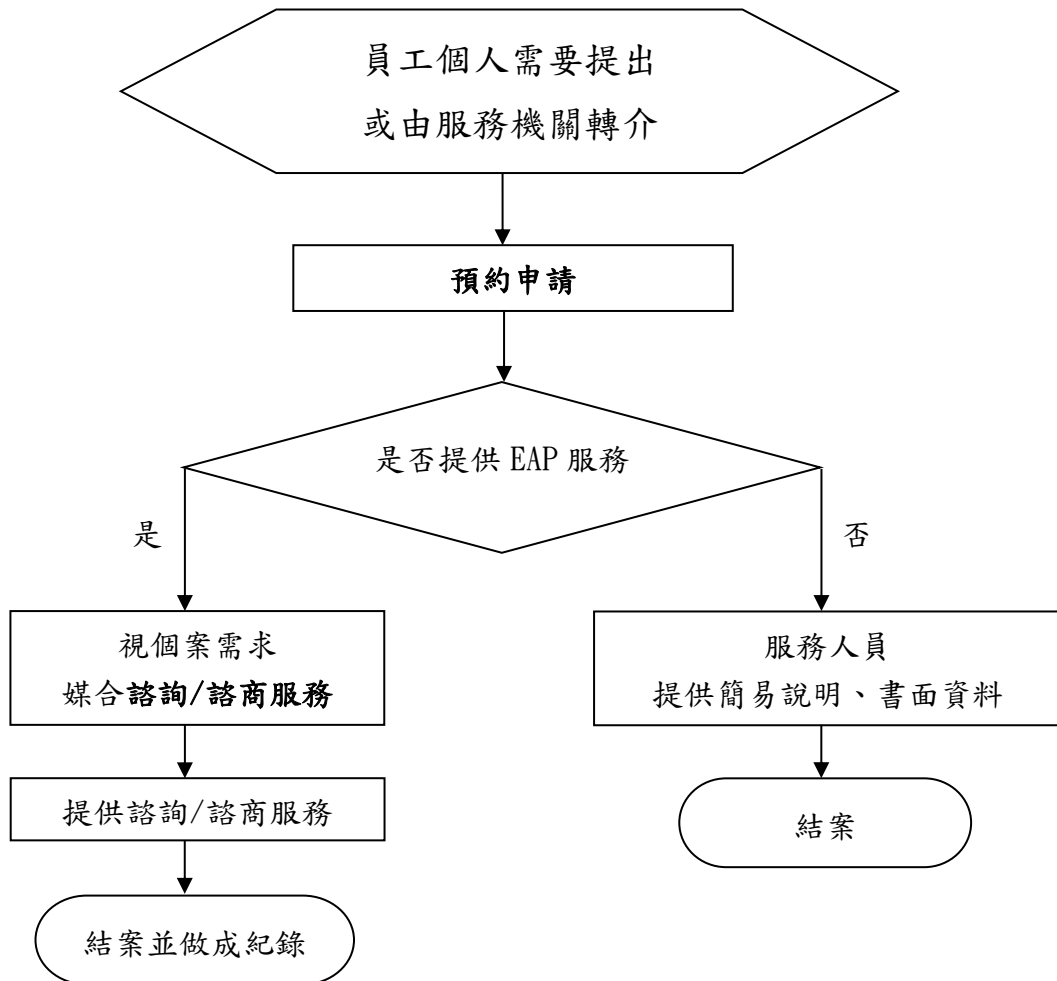 員工個人需要提出
或由服務機關轉介
預約申請
是否提供 EAP 服務
是
否
視個案需求
媒合諮詢/諮商服務
服務人員
提供簡易說明、書面資料
提供諮詢/諮商服務
結案
結案並做成紀錄